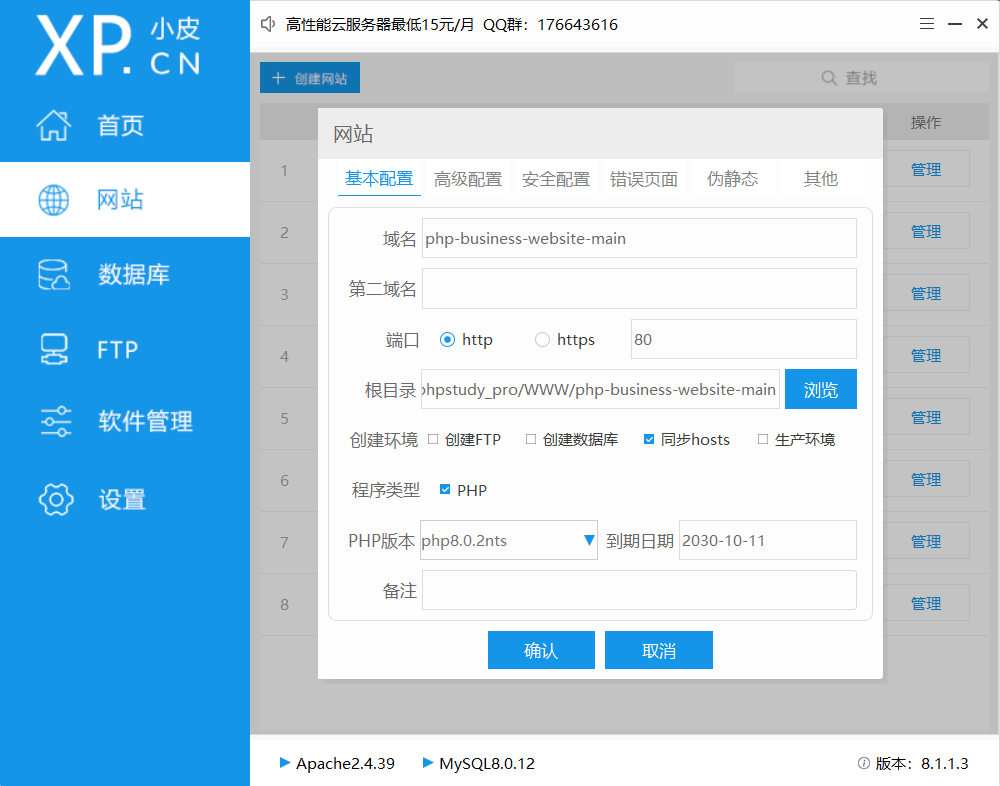 XP.小皮CN
高性能云服务器最低15元/月 QQ群：176643616
首页
网站
数据库
FTP
软件管理
设置
创建网站
查找
操作
1 管理
2 管理
3 管理
4 管理
5 管理
6 管理
7 管理
8 管理
网站
基本配置 高级配置 安全配置 错误页面 伪静态 其他
域名 php-business-website-main
第二域名
端口 http https 80
根目录 phpstudy_pro/WWW/php-business-website-main 浏览
创建环境 创建FTP 创建数据库 同步hosts 生产环境
程序类型 PHP
PHP版本 php8.0.2nts 到期日期 2030-10-11
备注
确认 取消
Apache2.4.39 MySQL8.0.12 版本：8.1.1.3